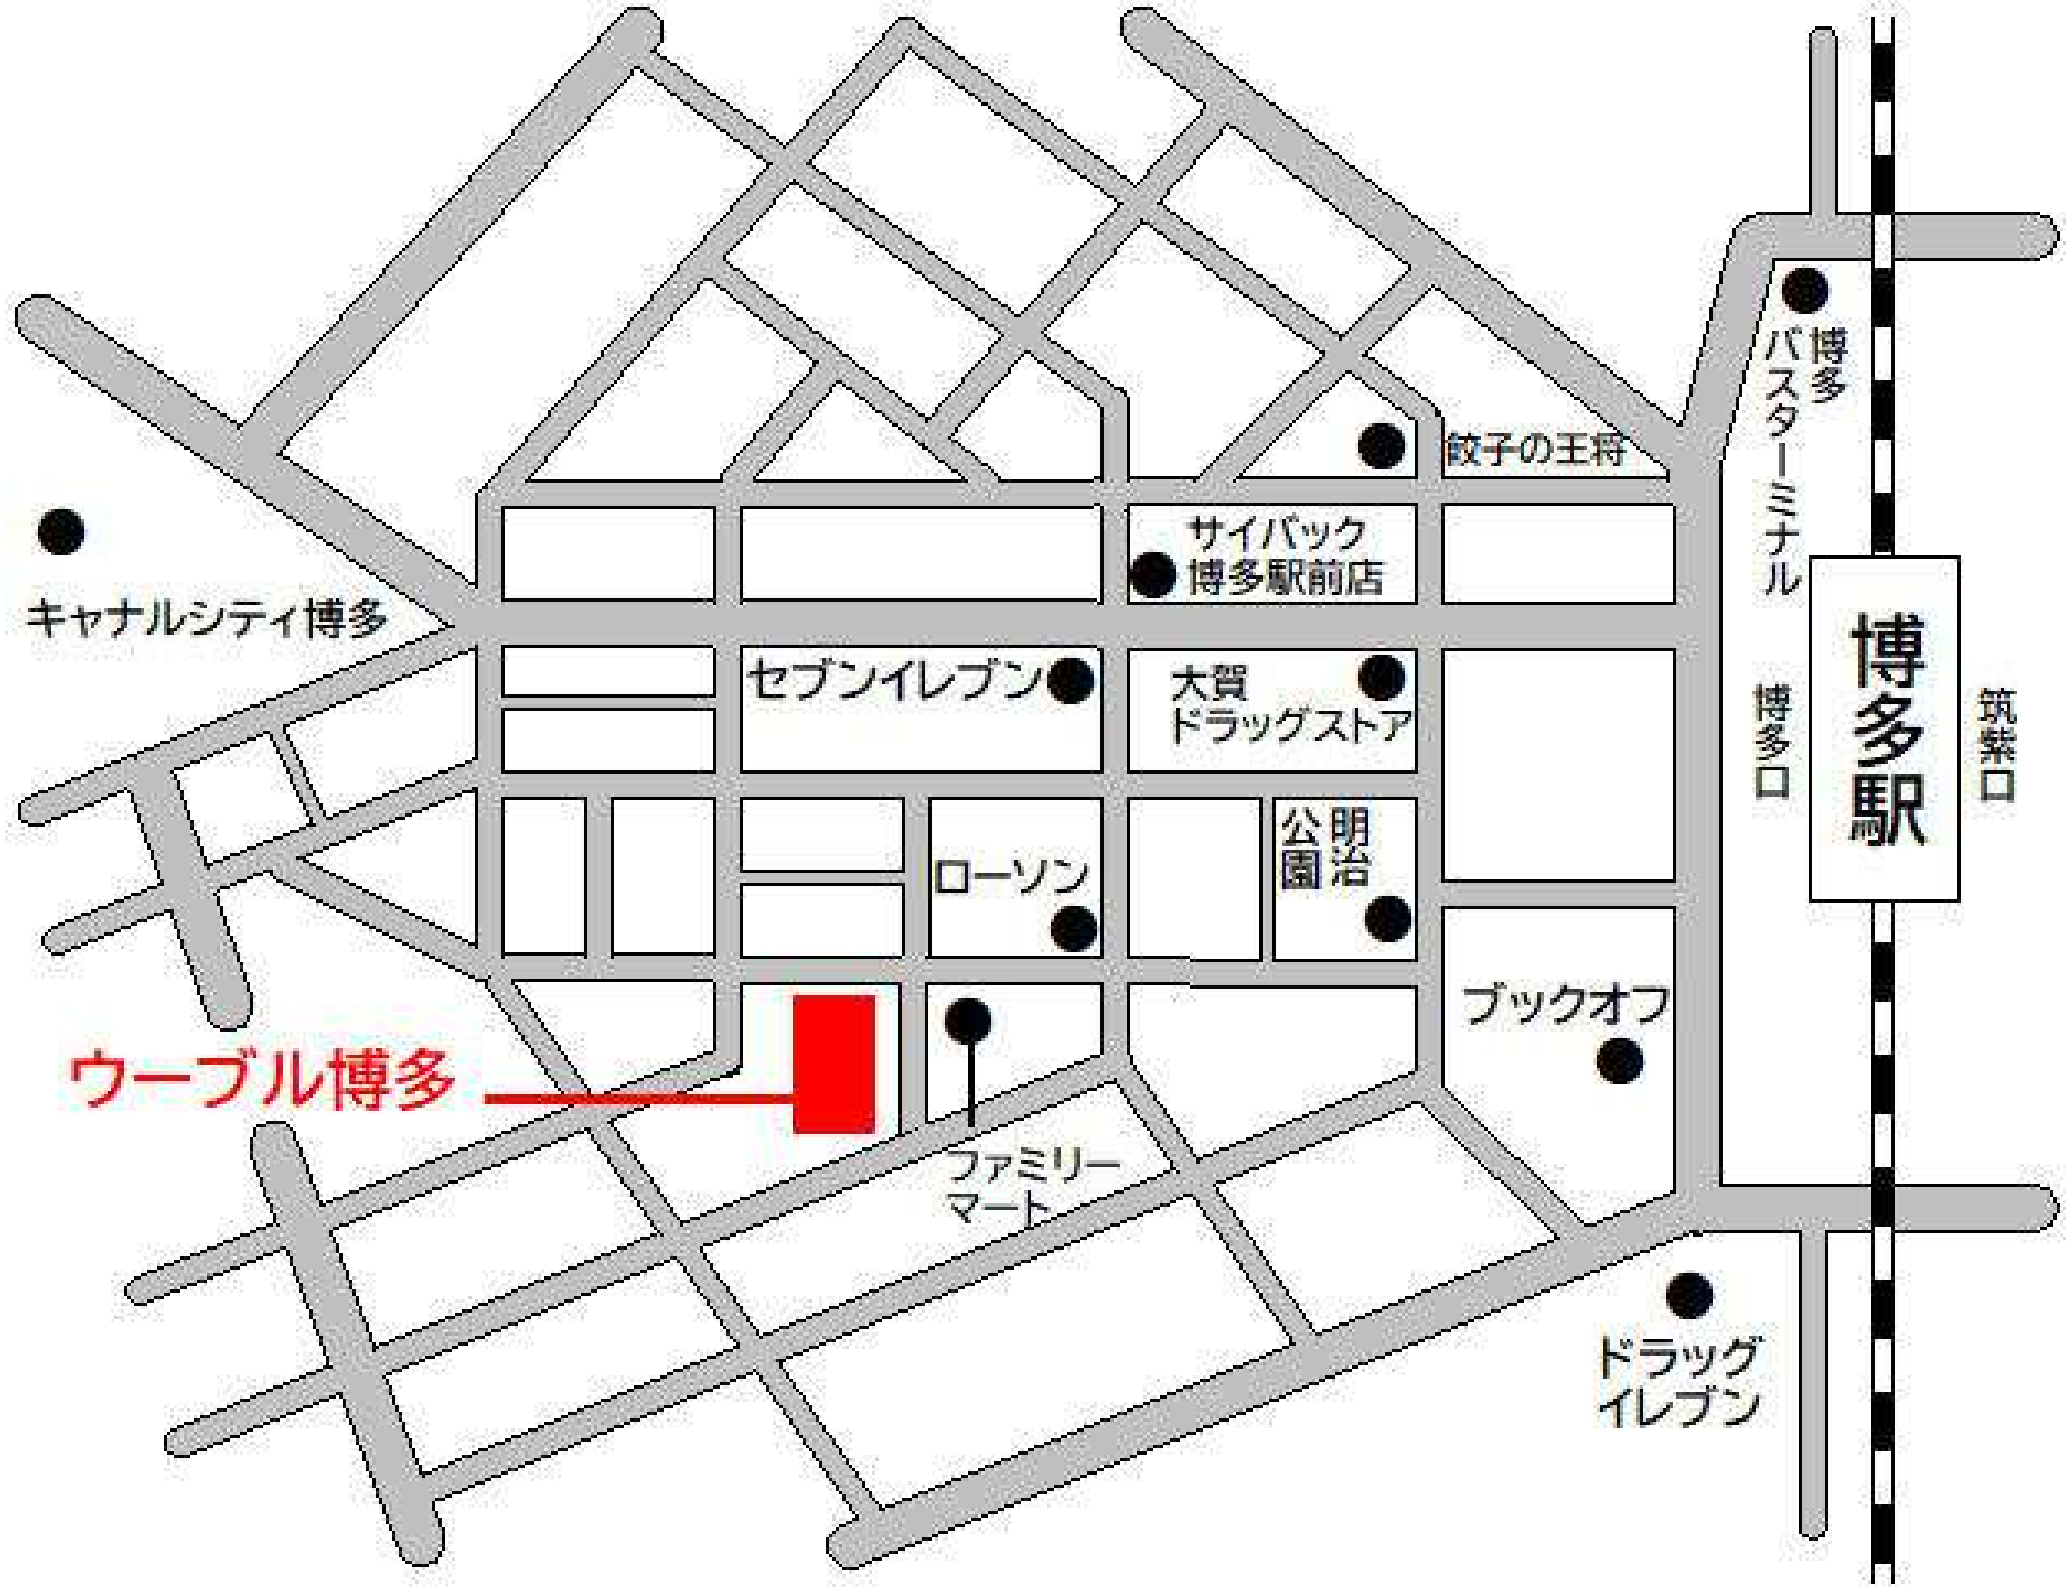 博多
バスターミナル
餃子の王将
サイバック
博多駅前店
キャナルシティ博多
セブンイレブン
大賀
ドラッグストア
博多駅
博多口
筑紫口
明治
公園
ローソン
ブックオフ
ウーブル博多
ファミリー
マート
ドラッグ
イレブン